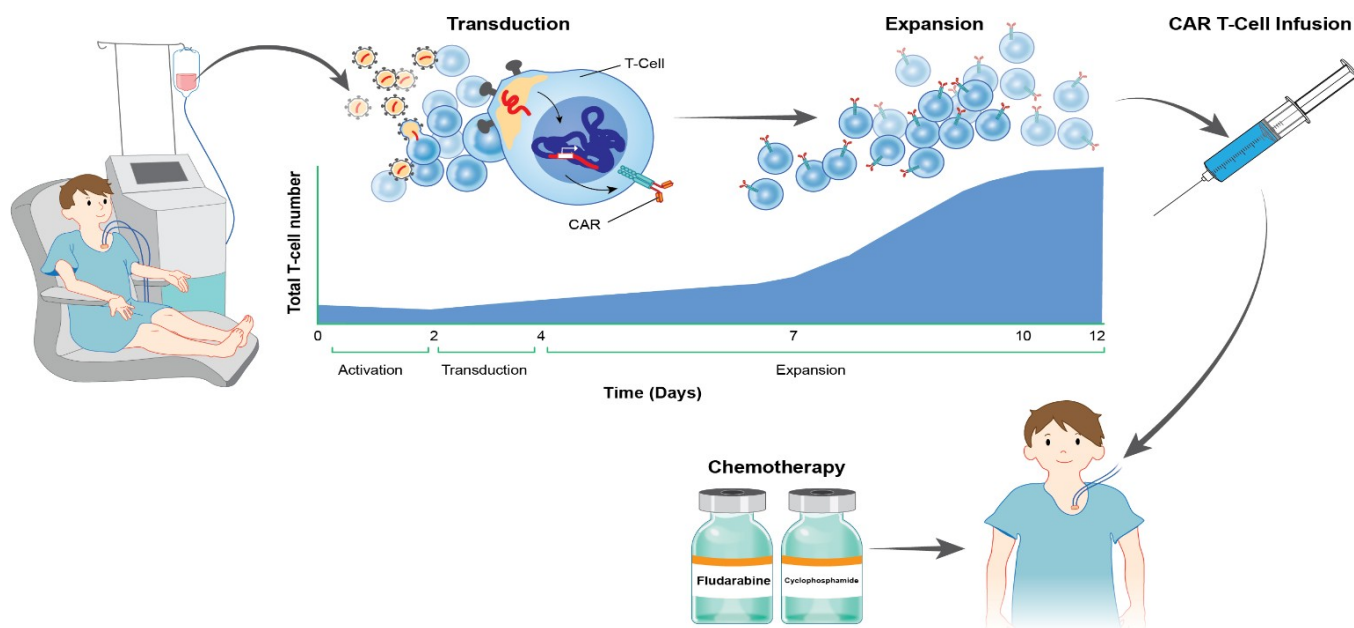 Transduction
Expansion
CAR T-Cell Infusion
T-Cell
CAR
Total T-cell number
0 2 4 7 10 12
Activation Transduction Expansion
Time (Days)
Chemotherapy
Fludarabine
Cyclophosphamide